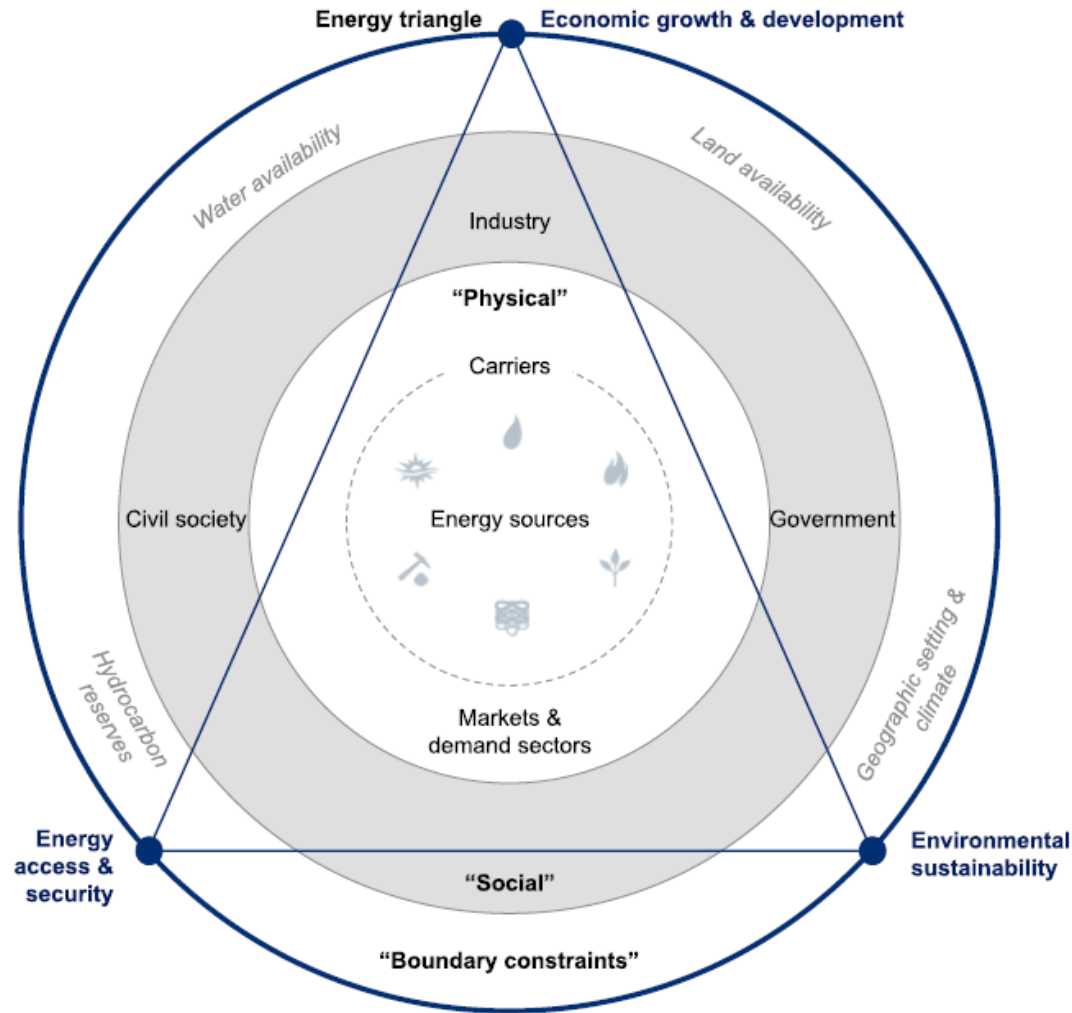 Energy triangle
Economic growth & development
Water availability
Land availability
Industry
“Physical”
Carriers
Civil society
Energy sources
Government
Hydrocarbon
reserves
Geographic setting &
climate
Markets &
demand sectors
Energy
access &
security
Environmental
sustainability
“Social”
“Boundary constraints”